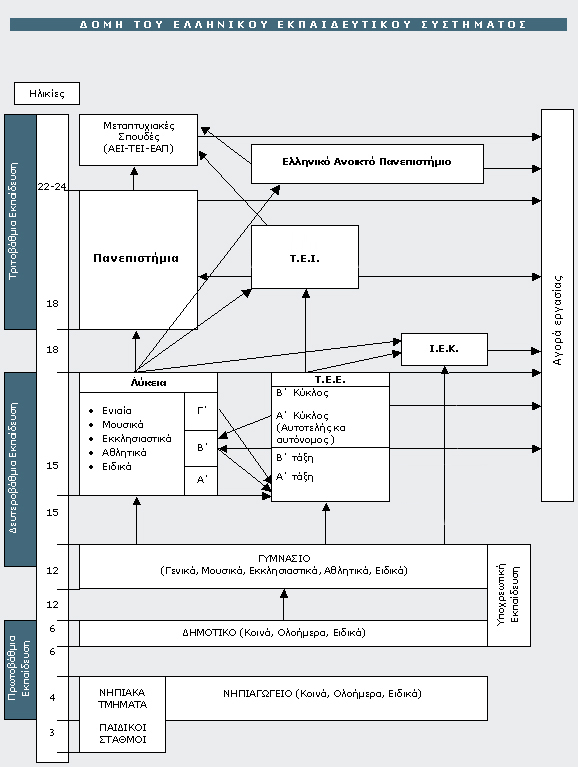 ΔΟΜΗ ΤΟΥ ΕΛΛΗΝΙΚΟΥ ΕΚΠΑΙΔΕΥΤΙΚΟΥ ΣΥΣΤΗΜΑΤΟΣ
Ηλικίες
Τριτοβάθμια Εκπαίδευση
22-24
18
Μεταπτυχιακές
Σπουδές
(ΑΕΙ-ΤΕΙ-ΕΑΠ)
Ελληνικό Ανοικτό Πανεπιστήμιο
Πανεπιστήμια
Τ.Ε.Ι.
Αγορά εργασίας
18
Ι.Ε.Κ.
Δευτεροβάθμια Εκπαίδευση
15
Λύκεια
• Ενιαία
• Μουσικά
• Εκκλησιαστικά
• Αθλητικά
• Ειδικά
Γ΄
Β΄
Α΄
Τ.Ε.Ε.
Β΄ Κύκλος
Α΄ Κύκλος
(Αυτοτελής κα
αυτόνομος )
Β΄ τάξη
Α΄ τάξη
15
12
ΓΥΜΝΑΣΙΟ
(Γενικά, Μουσικά, Εκκλησιαστικά, Αθλητικά, Ειδικά)
Υποχρεωτική
Εκπαίδευση
12
Πρωτοβάθμια
Εκπαίδευση
6
ΔΗΜΟΤΙΚΟ (Κοινά, Ολοήμερα, Ειδικά)
6
4
ΝΗΠΙΑΚΑ
ΤΜΗΜΑΤΑ
ΝΗΠΙΑΓΩΓΕΙΟ (Κοινά, Ολοήμερα, Ειδικά)
3
ΠΑΙΔΙΚΟΙ
ΣΤΑΘΜΟΙ